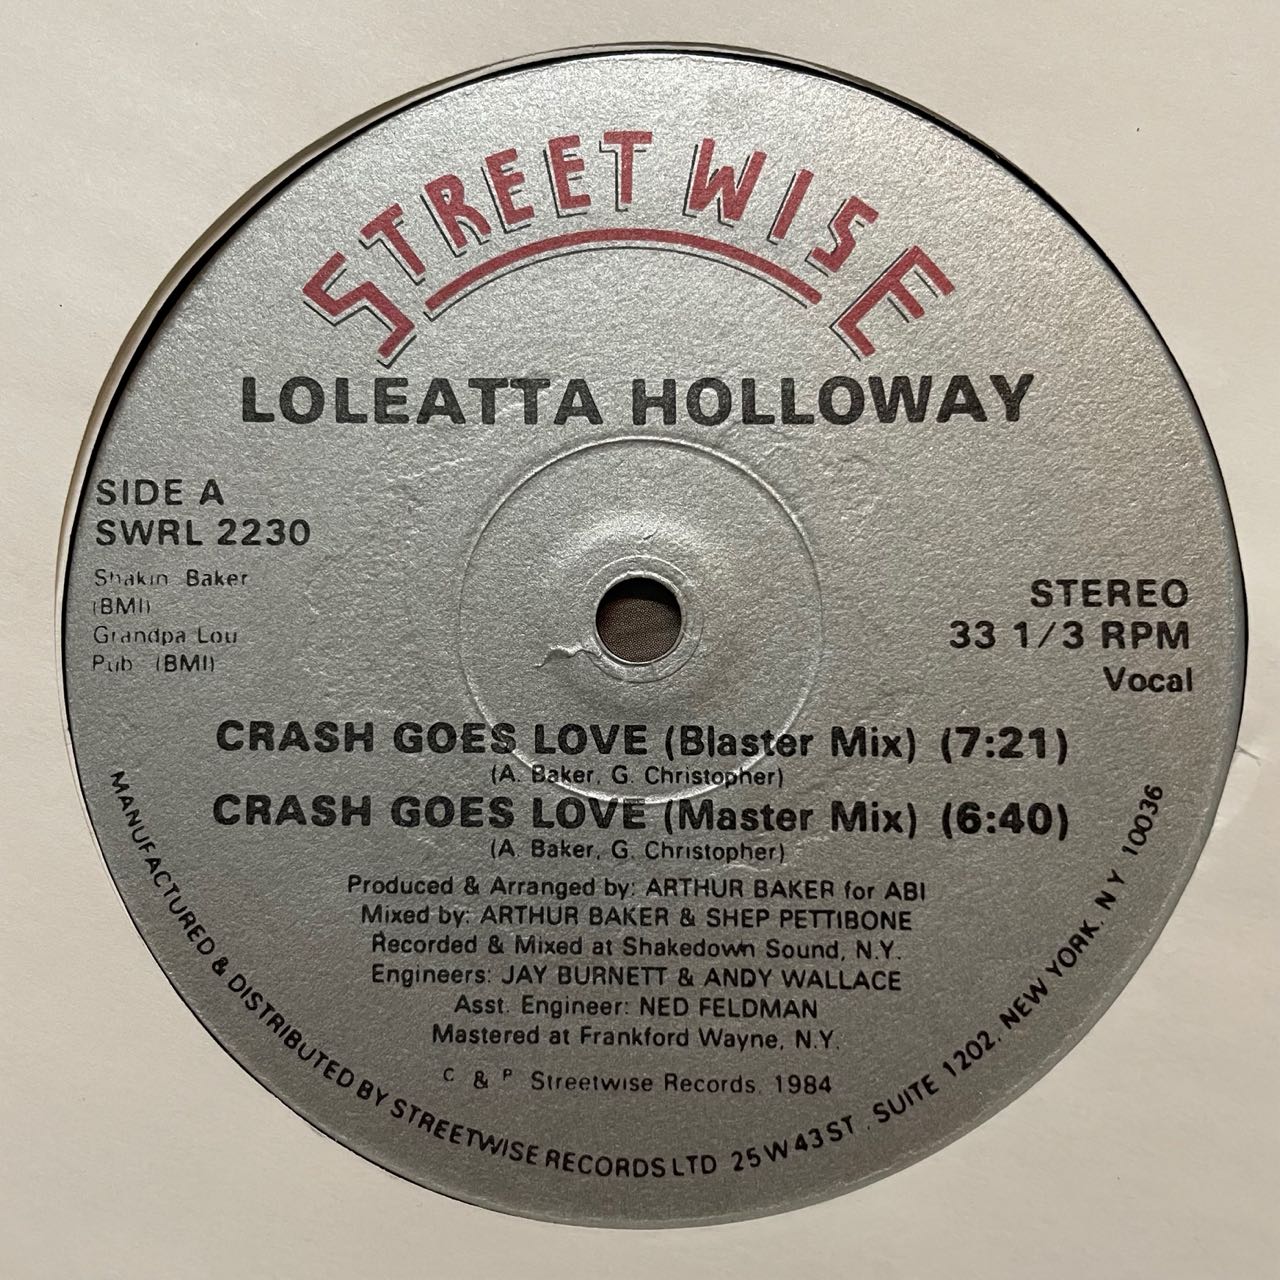 STREETWISE
LOLEATTA HOLLOWAY
SIDE A
SWRL 2230
Shakin Baker
(BMI)
Grandpa Lou
Pub (BMI)
STEREO
33 1/3 RPM
Vocal
CRASH GOES LOVE (Blaster Mix) (7:21)
(A. Baker, G. Christopher)
CRASH GOES LOVE (Master Mix) (6:40)
(A. Baker, G. Christopher)
Produced & Arranged by: ARTHUR BAKER for ABI
Mixed by: ARTHUR BAKER & SHEP PETTIBONE
Recorded & Mixed at Shakedown Sound, N.Y.
Engineers: JAY BURNETT & ANDY WALLACE
Asst. Engineer: NED FELDMAN
Mastered at Frankford Wayne, N.Y.
C & P Streetwise Records, 1984
MANUFACTURED & DISTRIBUTED BY STREETWISE RECORDS LTD 25 W 43 ST., SUITE 1202, NEW YORK, N Y 10036